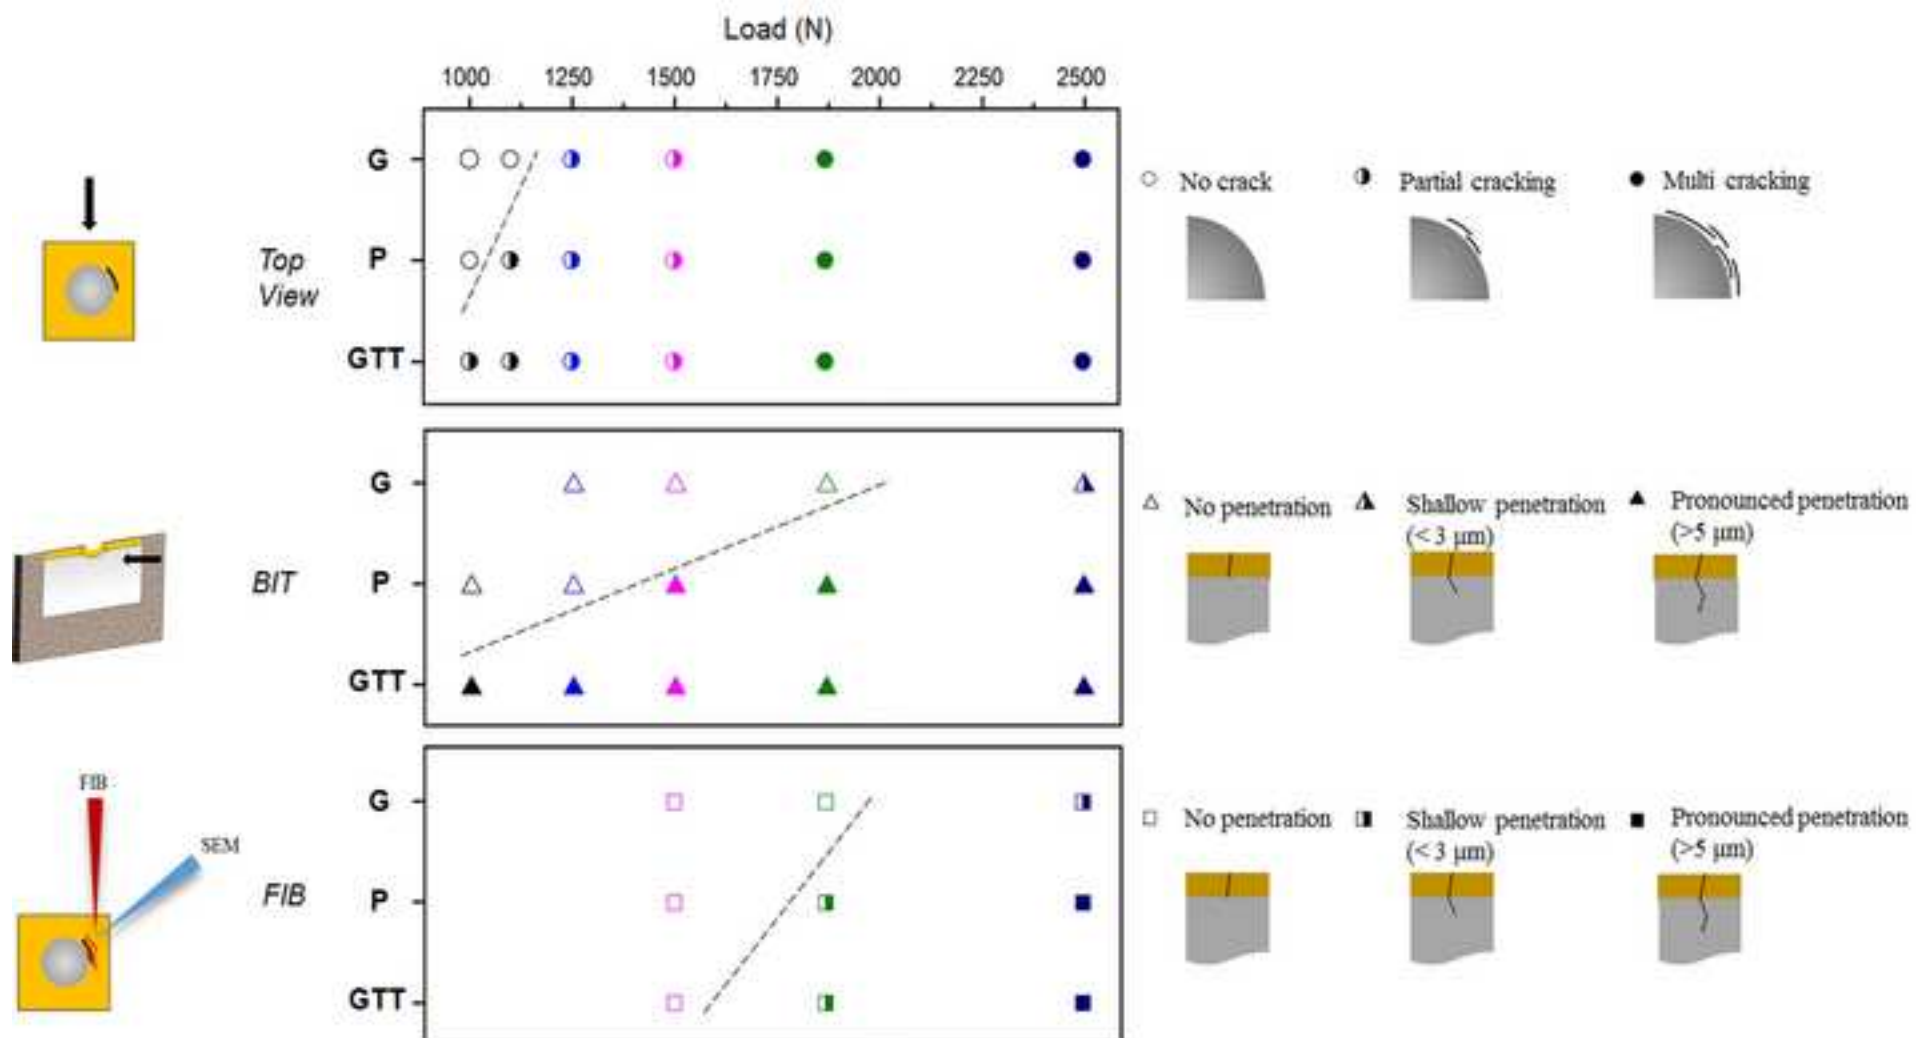 Load (N)
1000 1250 1500 1750 2000 2250 2500
G
Top
View
P
GTT
No crack
Partial cracking
Multi cracking
G
BIT
P
GTT
No penetration
Shallow penetration
(< 3 μm)
Pronounced penetration
(>5 μm)
FIB
SEM
G
FIB
P
GTT
No penetration
Shallow penetration
(< 3 μm)
Pronounced penetration
(>5 μm)